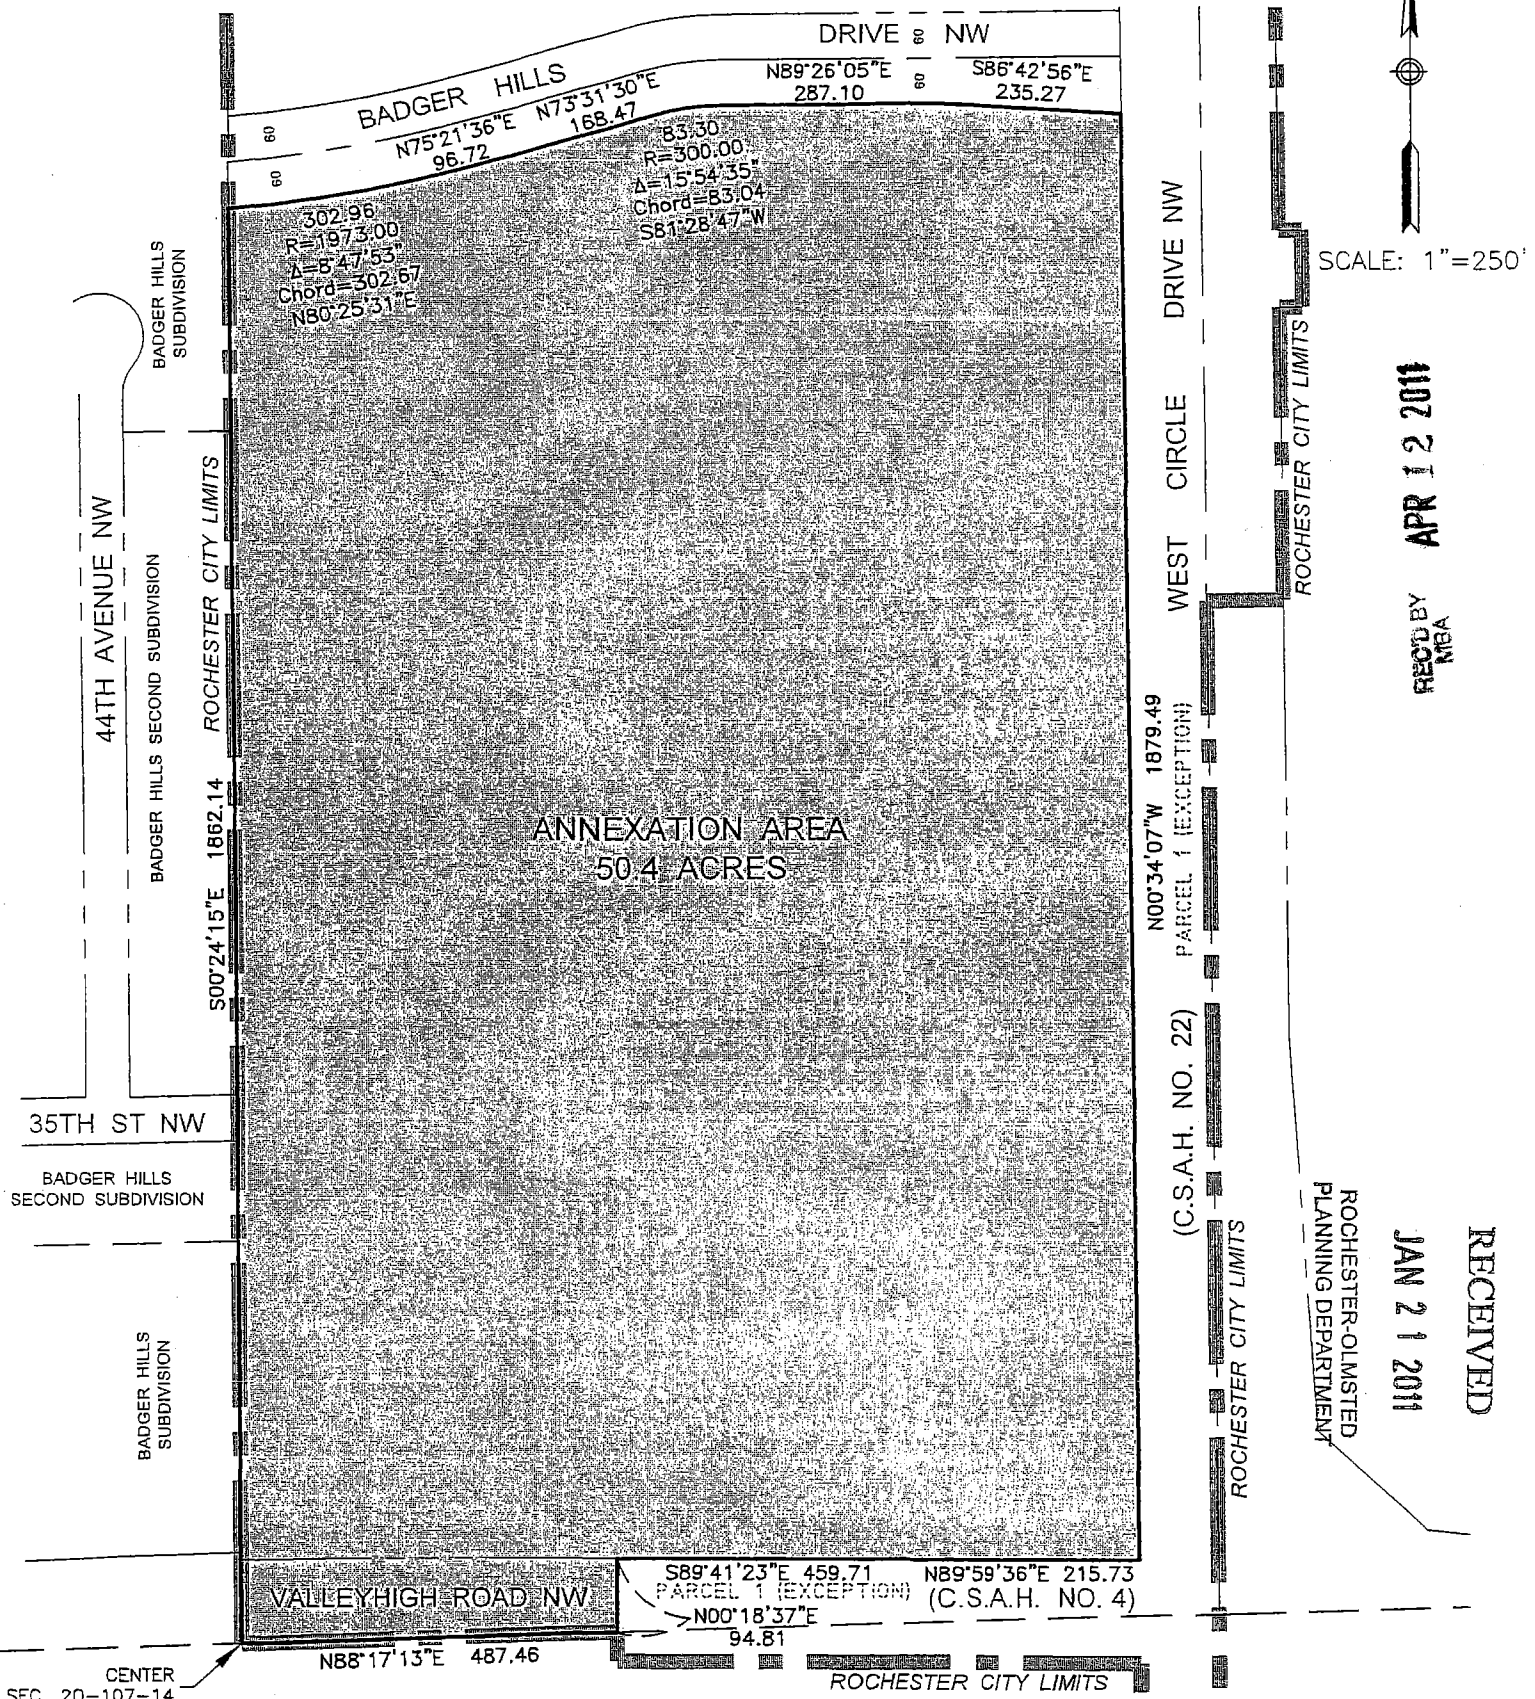 DRIVE 60 NW
BADGER HILLS
N89°26'05"E
287.10
60
S86°42'56"E
235.27
N73°31'30"E
168.47
N75°21'36"E
96.72
60
60
83.30
R=300.00
Δ=15°54'35"
Chord=83.04
S81°28'47"W
302.96
R=1973.00
Δ=8°47'53"
Chord=302.67
N80°25'31"E
BADGER HILLS
SUBDIVISION
SCALE: 1"=250'
WEST CIRCLE DRIVE NW
ROCHESTER CITY LIMITS
APR 12 2011
REC'D BY
MBA
44TH AVENUE NW
BADGER HILLS SECOND SUBDIVISION
ROCHESTER CITY LIMITS
S00°24'15"E 1862.14
ANNEXATION AREA
50.4 ACRES
N00°34'07"W 1879.49
PARCEL 1 (EXCEPTION)
(C.S.A.H. NO. 22)
35TH ST NW
BADGER HILLS
SECOND SUBDIVISION
BADGER HILLS
SUBDIVISION
ROCHESTER CITY LIMITS
RECEIVED
JAN 21 2011
ROCHESTER-OLMSTED
PLANNING DEPARTMENT
VALLEYHIGH ROAD NW
S89°41'23"E 459.71
PARCEL 1 (EXCEPTION)
N89°59'36"E 215.73
(C.S.A.H. NO. 4)
N00°18'37"E
94.81
N88°17'13"E 487.46
CENTER
SEC. 20-107-14
ROCHESTER CITY LIMITS